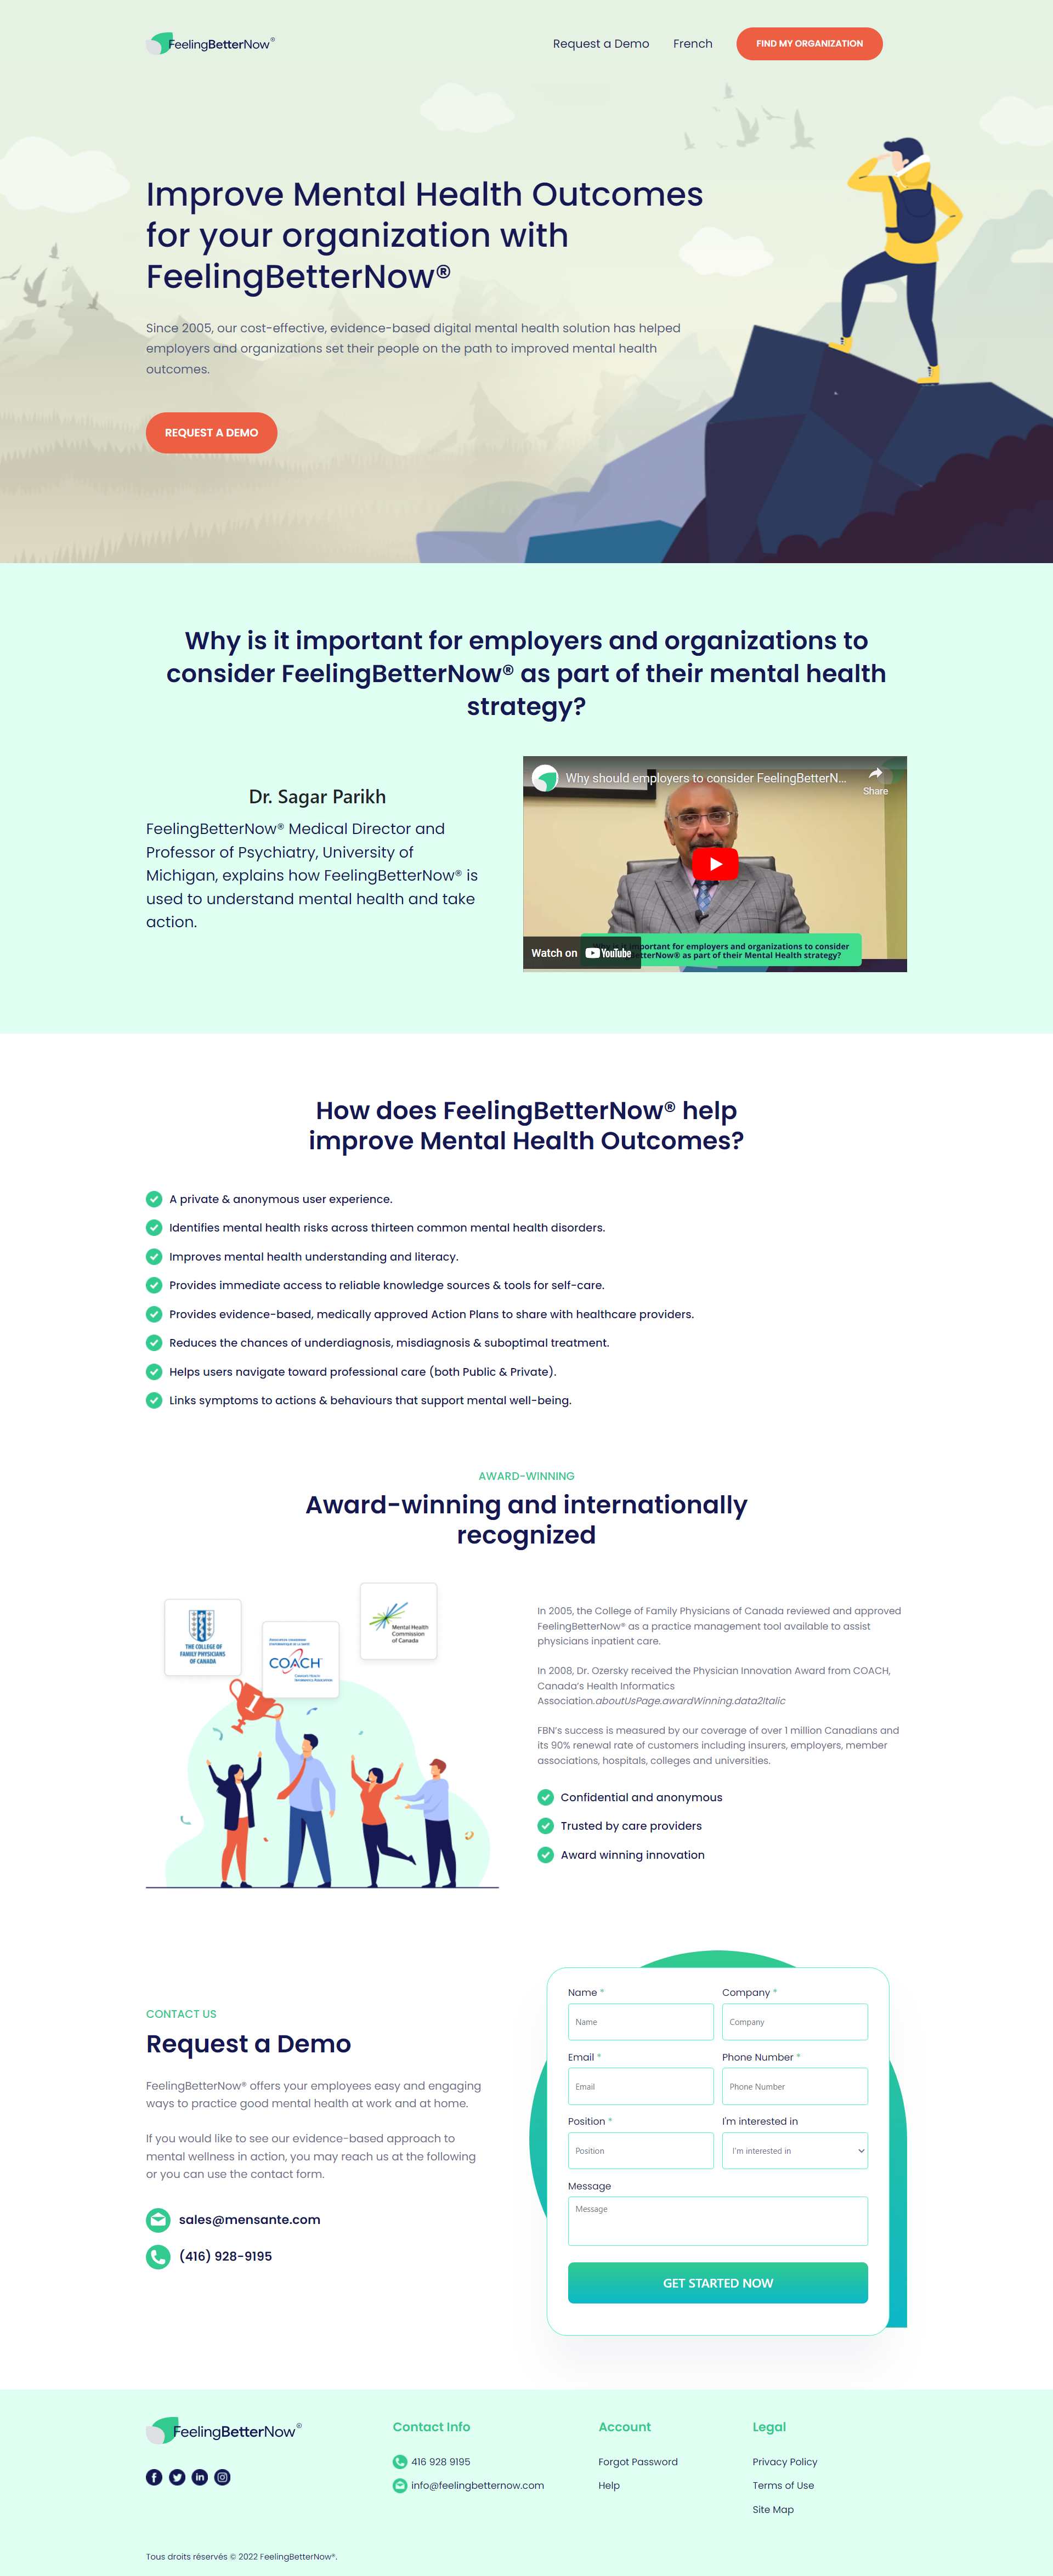 FeelingBetterNow®
Request a Demo
French
FIND MY ORGANIZATION
Improve Mental Health Outcomes
for your organization with
FeelingBetterNow®
Since 2005, our cost-effective, evidence-based digital mental health solution has helped
employers and organizations set their people on the path to improved mental health
outcomes.
REQUEST A DEMO
Why is it important for employers and organizations to
consider FeelingBetterNow® as part of their mental health
strategy?
Dr. Sagar Parikh
FeelingBetterNow® Medical Director and
Professor of Psychiatry, University of
Michigan, explains how FeelingBetterNow® is
used to understand mental health and take
action.
Why should employers to consider FeelingBetterN...
Share
important for employers and organizations to consider
etterNow® as part of their Mental Health strategy?
Watch on YouTube
How does FeelingBetterNow® help
improve Mental Health Outcomes?
A private & anonymous user experience.
Identifies mental health risks across thirteen common mental health disorders.
Improves mental health understanding and literacy.
Provides immediate access to reliable knowledge sources & tools for self-care.
Provides evidence-based, medically approved Action Plans to share with healthcare providers.
Reduces the chances of underdiagnosis, misdiagnosis & suboptimal treatment.
Helps users navigate toward professional care (both Public & Private).
Links symptoms to actions & behaviours that support mental well-being.
AWARD-WINNING
Award-winning and internationally
recognized
THE COLLEGE OF
FAMILY PHYSICIANS
OF CANADA
COACH
Mental Health
Commission
of Canada
1
In 2005, the College of Family Physicians of Canada reviewed and approved
FeelingBetterNow® as a practice management tool available to assist
physicians inpatient care.
In 2008, Dr. Ozersky received the Physician Innovation Award from COACH,
Canada's Health Informatics
Association.aboutUsPage.awardWinning.data2Italic
FBN's success is measured by our coverage of over 1 million Canadians and
its 90% renewal rate of customers including insurers, employers, member
associations, hospitals, colleges and universities.
Confidential and anonymous
Trusted by care providers
Award winning innovation
CONTACT US
Request a Demo
FeelingBetterNow® offers your employees easy and engaging
ways to practice good mental health at work and at home.
If you would like to see our evidence-based approach to
mental wellness in action, you may reach us at the following
or you can use the contact form.
sales@mensante.com
(416) 928-9195
Name *
Company *
Name
Company
Email *
Phone Number *
Email
Phone Number
Position *
I'm interested in
Position
I'm interested in
Message
Message
GET STARTED NOW
FeelingBetterNow®
Contact Info
416 928 9195
info@feelingbetternow.com
Account
Forgot Password
Help
Legal
Privacy Policy
Terms of Use
Site Map
Tous droits réservés © 2022 FeelingBetterNow®.